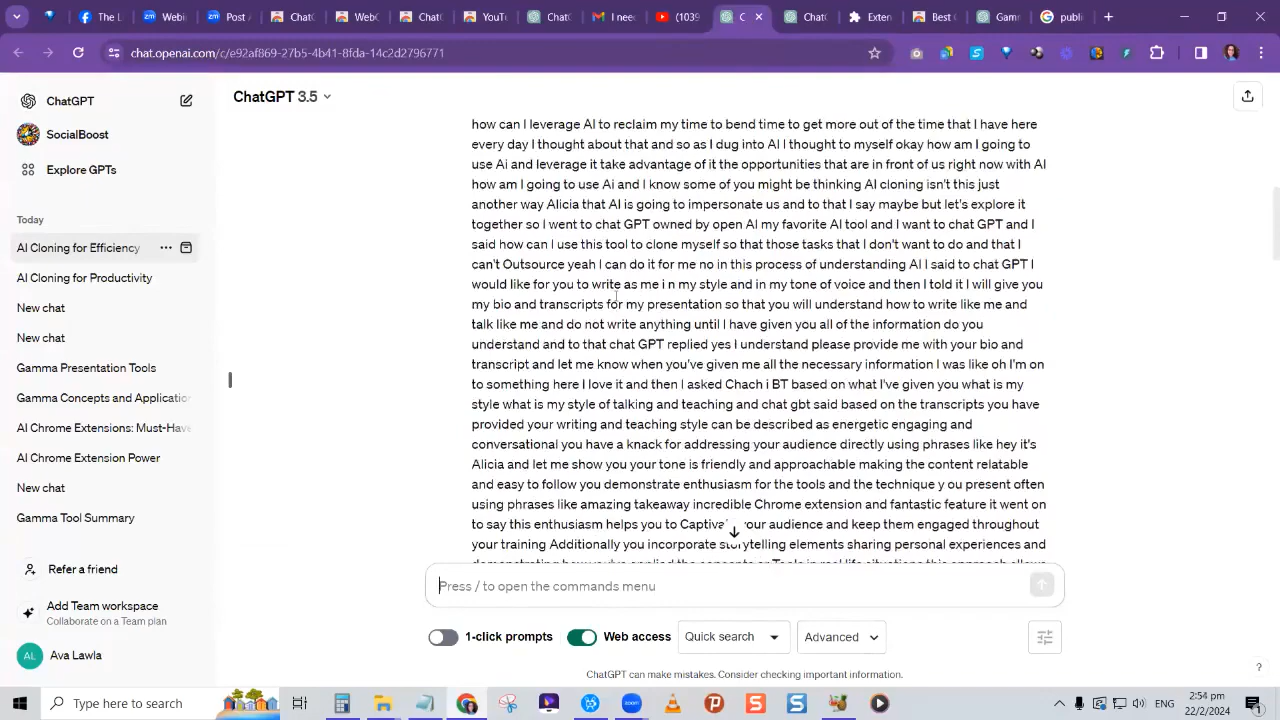 The L
Webin
Post A
ChatG
WebC
ChatG
YouTu
ChatG
I need
(1039
C
ChatG
Exten
Best C
Gamm
publi
chat.openai.com/c/e92af869-27b5-4b41-8fda-14c2d2796771
ChatGPT
SocialBoost
Explore GPTs
Today
AI Cloning for Efficiency
AI Cloning for Productivity
New chat
New chat
Gamma Presentation Tools
Gamma Concepts and Application
AI Chrome Extensions: Must-Have
AI Chrome Extension Power
New chat
Gamma Tool Summary
Refer a friend
Add Team workspace
Collaborate on a Team plan
AL
Ava Lawla
ChatGPT 3.5
how can I leverage AI to reclaim my time to bend time to get more out of the time that I have here
every day I thought about that and so as I dug into AI I thought to myself okay how am I going to
use Ai and leverage it take advantage of it the opportunities that are in front of us right now with AI
how am I going to use Ai and I know some of you might be thinking AI cloning isn't this just
another way Alicia that AI is going to impersonate us and to that I say maybe but let's explore it
together so I went to chat GPT owned by open AI my favorite AI tool and I want to chat GPT and I
said how can I use this tool to clone myself so that those tasks that I don't want to do and that I
can't Outsource yeah I can do it for me no in this process of understanding AI I said to chat GPT I
would like for you to write as me i n my style and in my tone of voice and then I told it I will give you
my bio and transcripts for my presentation so that you will understand how to write like me and
talk like me and do not write anything until I have given you all of the information do you
understand and to that chat GPT replied yes I understand please provide me with your bio and
transcript and let me know when you've given me all the necessary information I was like oh I'm on
to something here I love it and then I asked Chach i BT based on what I've given you what is my
style what is my style of talking and teaching and chat gbt said based on the transcripts you have
provided your writing and teaching style can be described as energetic engaging and
conversational you have a knack for addressing your audience directly using phrases like hey it's
Alicia and let me show you your tone is friendly and approachable making the content relatable
and easy to follow you demonstrate enthusiasm for the tools and the technique y ou present often
using phrases like amazing takeaway incredible Chrome extension and fantastic feature it went on
to say this enthusiasm helps you to Captiva your audience and keep them engaged throughout
your training Additionally you incorporate storytelling elements sharing personal experiences and
Press / to open the commands menu
1-click prompts
Web access
Quick search
Advanced
ChatGPT can make mistakes. Consider checking important information.
?
Type here to search
2:54 pm
22/2/2024